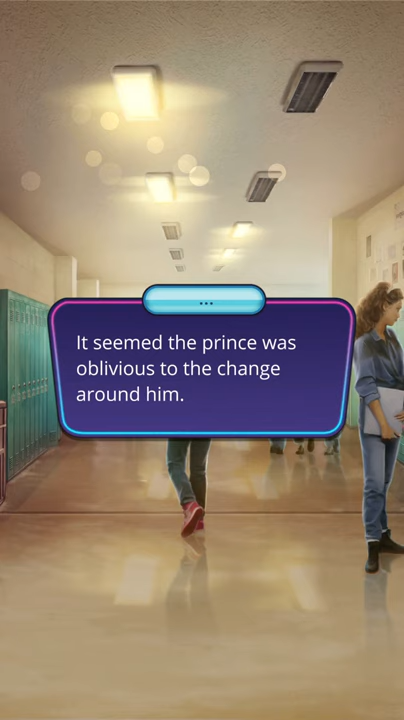 ...
It seemed the prince was
oblivious to the change
around him.